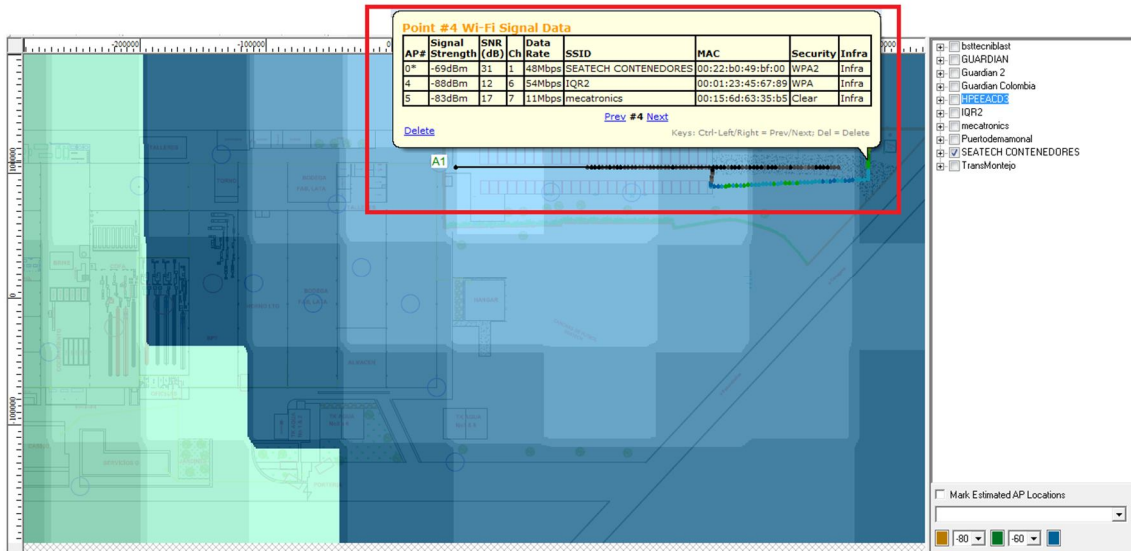 Point #4 Wi-Fi Signal Data
AP# Signal Strength SNR (dB) Ch Data Rate SSID MAC Security Infra
0* -69dBm 31 1 48Mbps SEATECH CONTENEDORES 00:22:b0:49:bf:00 WPA2 Infra
4 -88dBm 12 6 54Mbps IQR2 00:01:23:45:67:89 WPA Infra
5 -83dBm 17 7 11Mbps mecatronics 00:15:6d:63:35:b5 Clear Infra
Prev #4 Next
Delete Keys: Ctrl-Left/Right = Prev/Next; Del = Delete
-200000 -100000
100000
0
-100000
A1
bsttecniblast
GUARDIAN
Guardian 2
Guardian Colombia
HPEEACD3
IQR2
mecatronics
Puertodemamonal
SEATECH CONTENEDORES
TransMontejo
Mark Estimated AP Locations
-80 -60